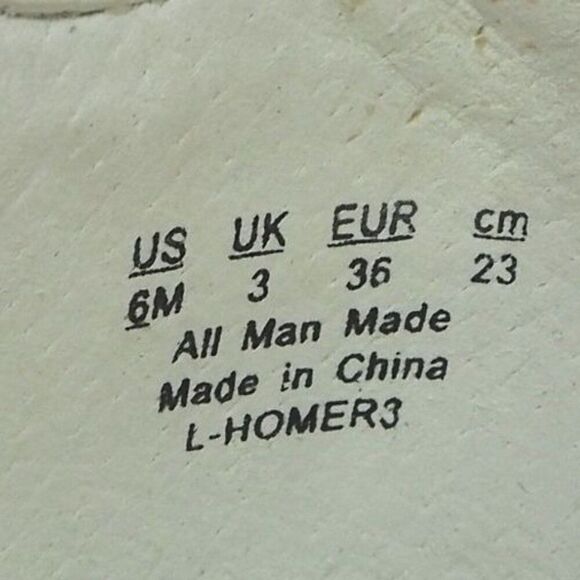 US UK EUR cm
6M 3 36 23
All Man Made
Made in China
L-HOMER3